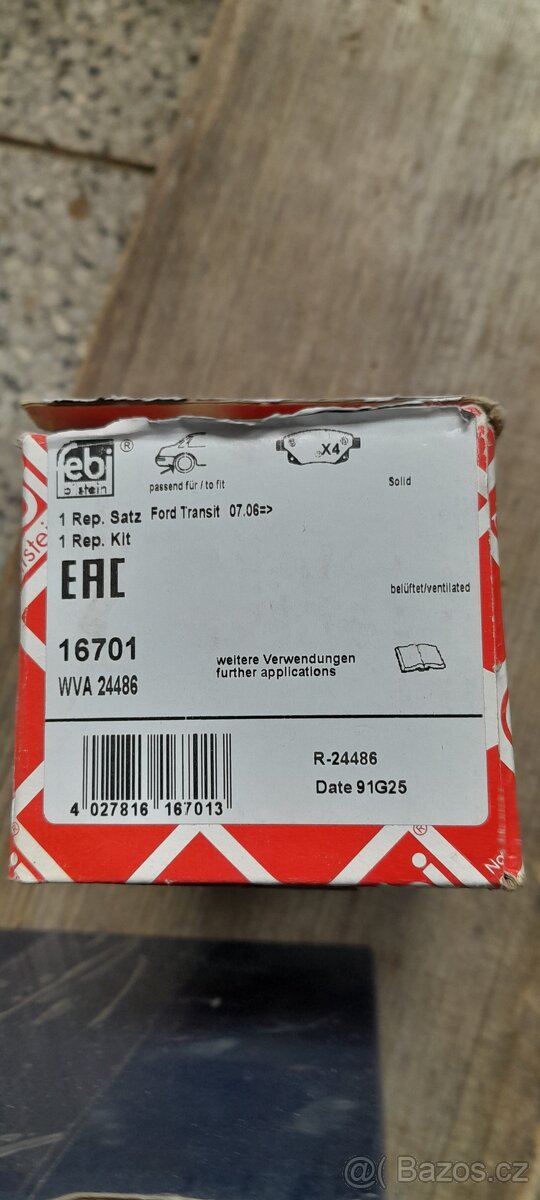 febi®
bilstein
X4
passend für / to fit
Solid
1 Rep. Satz Ford Transit 07.06=>
1 Rep. Kit
EAC
belüftet/ventilated
16701
weitere Verwendungen
further applications
WVA 24486
R-24486
Date 91G25
4 027816 167013
@ Bazoš.cz